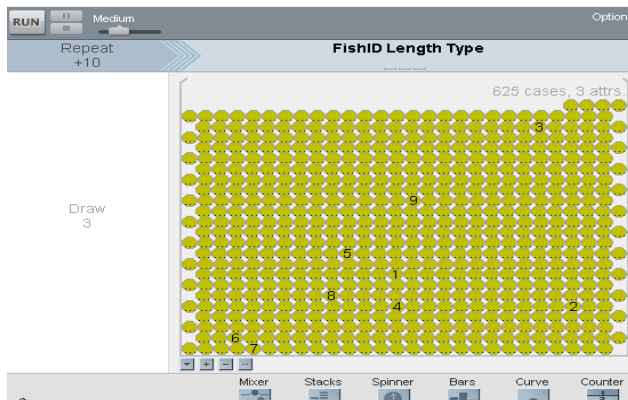 RUN
Medium
Option
Repeat
+10
FishID Length Type
625 cases, 3 attrs.
3
9
Draw
3
5
1
8
4
2
6
7
Mixer Stacks Spinner Bars Curve Counter